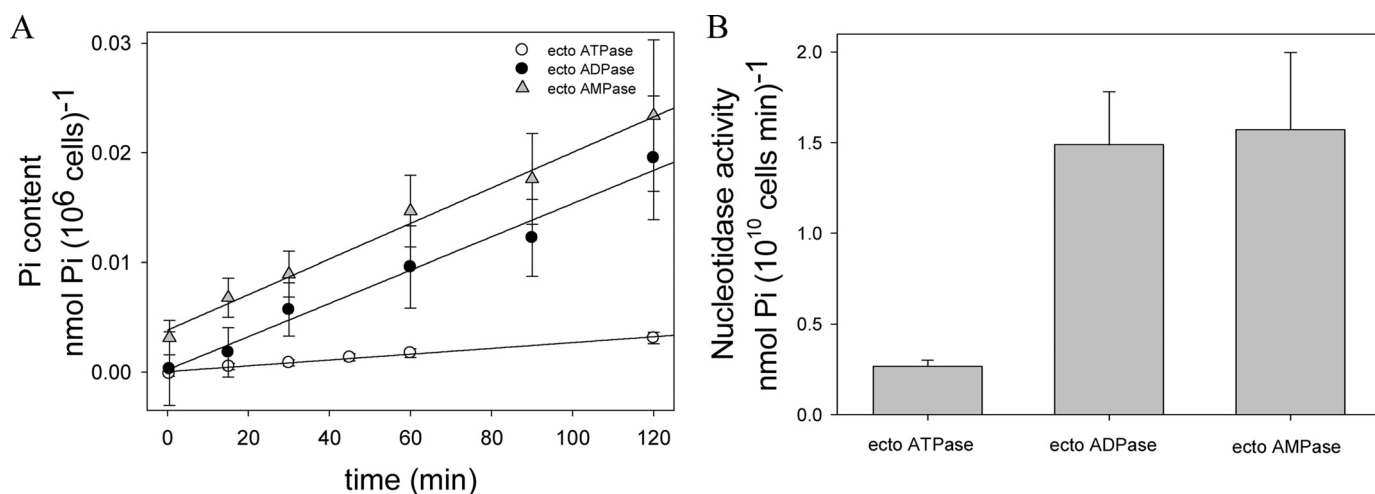 A
Pi content
nmol Pi (10^6 cells)^-1
0.03
0.02
0.01
0.00
ecto ATPase
ecto ADPase
ecto AMPase
0 20 40 60 80 100 120
time (min)
B
Nucleotidase activity
nmol Pi (10^10 cells min)^-1
2.0
1.5
1.0
0.5
0.0
ecto ATPase ecto ADPase ecto AMPase